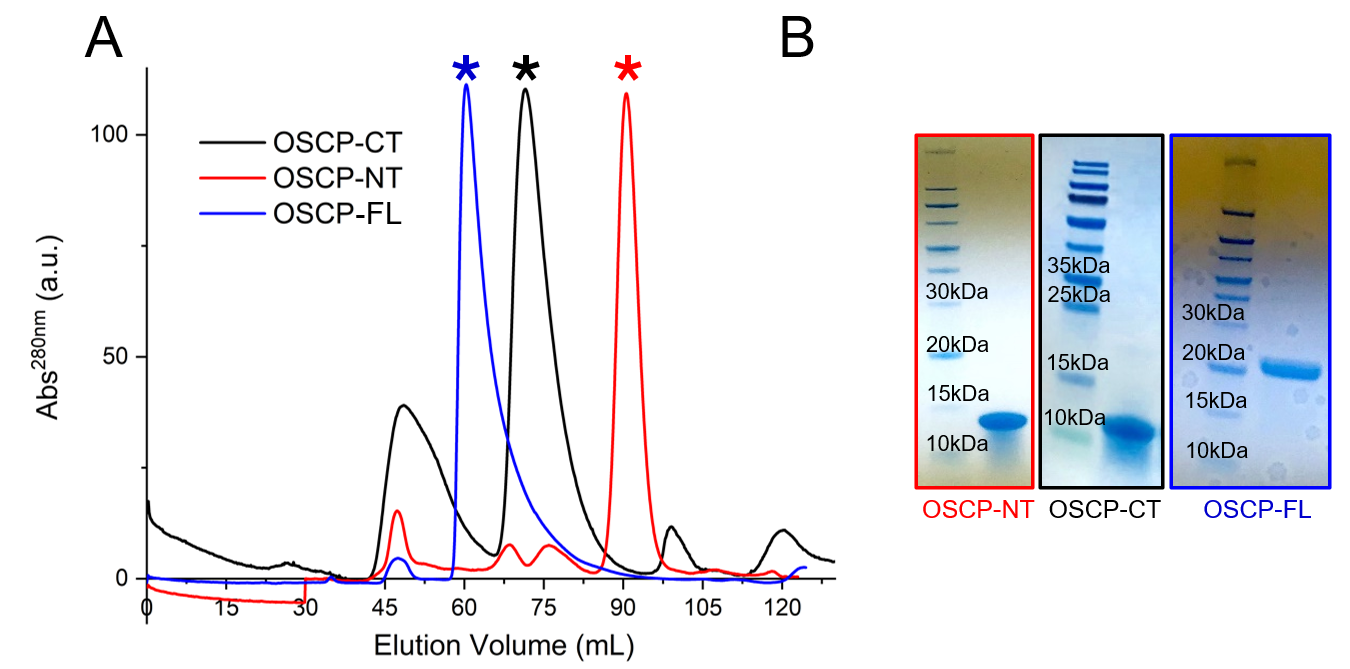 A
B
* * *
100
50
0
OSCP-CT
OSCP-NT
OSCP-FL
Abs280nm (a.u.)
0 15 30 45 60 75 90 105 120
Elution Volume (mL)
30kDa
20kDa
15kDa
10kDa
35kDa
25kDa
15kDa
10kDa
30kDa
20kDa
15kDa
10kDa
OSCP-NT OSCP-CT OSCP-FL